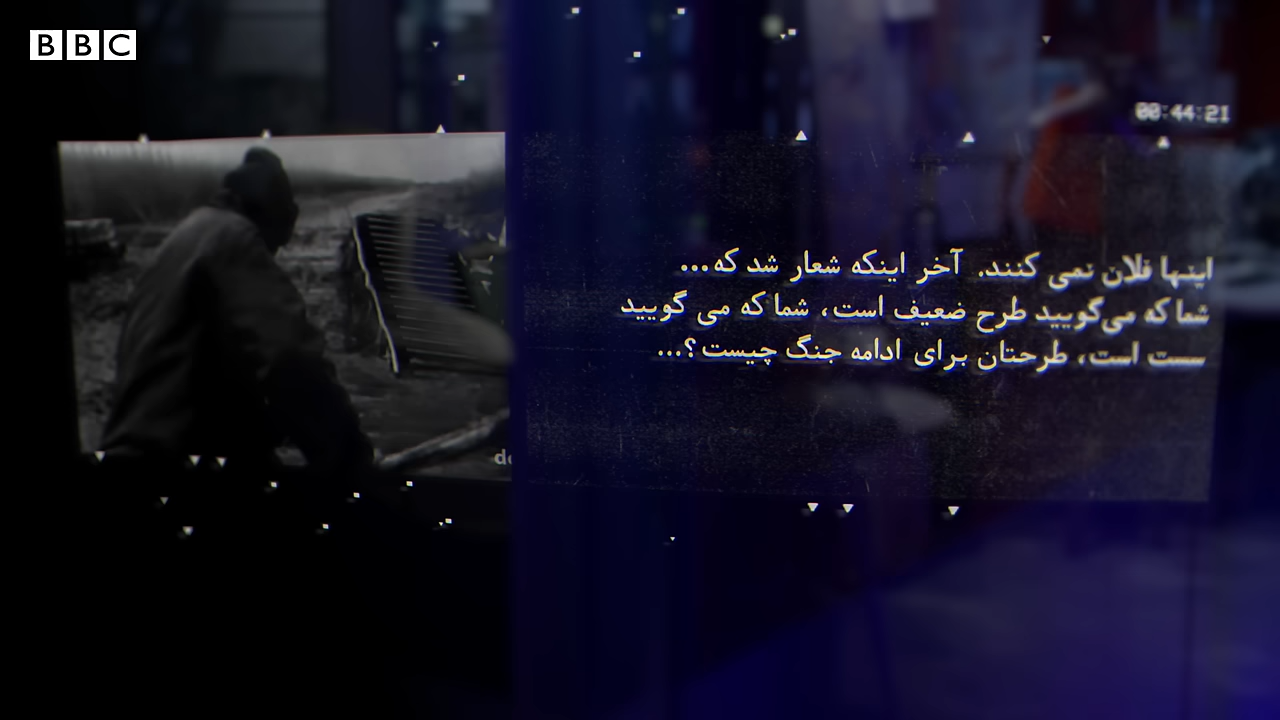 BBC
00:44:21
اینها فلان نمی کنند. آخر اینکه شعار شد که...
شما که می‌گویید طرح ضعیف است، شما که می گویید
سست است، طرحتان برای ادامه جنگ چیست؟...